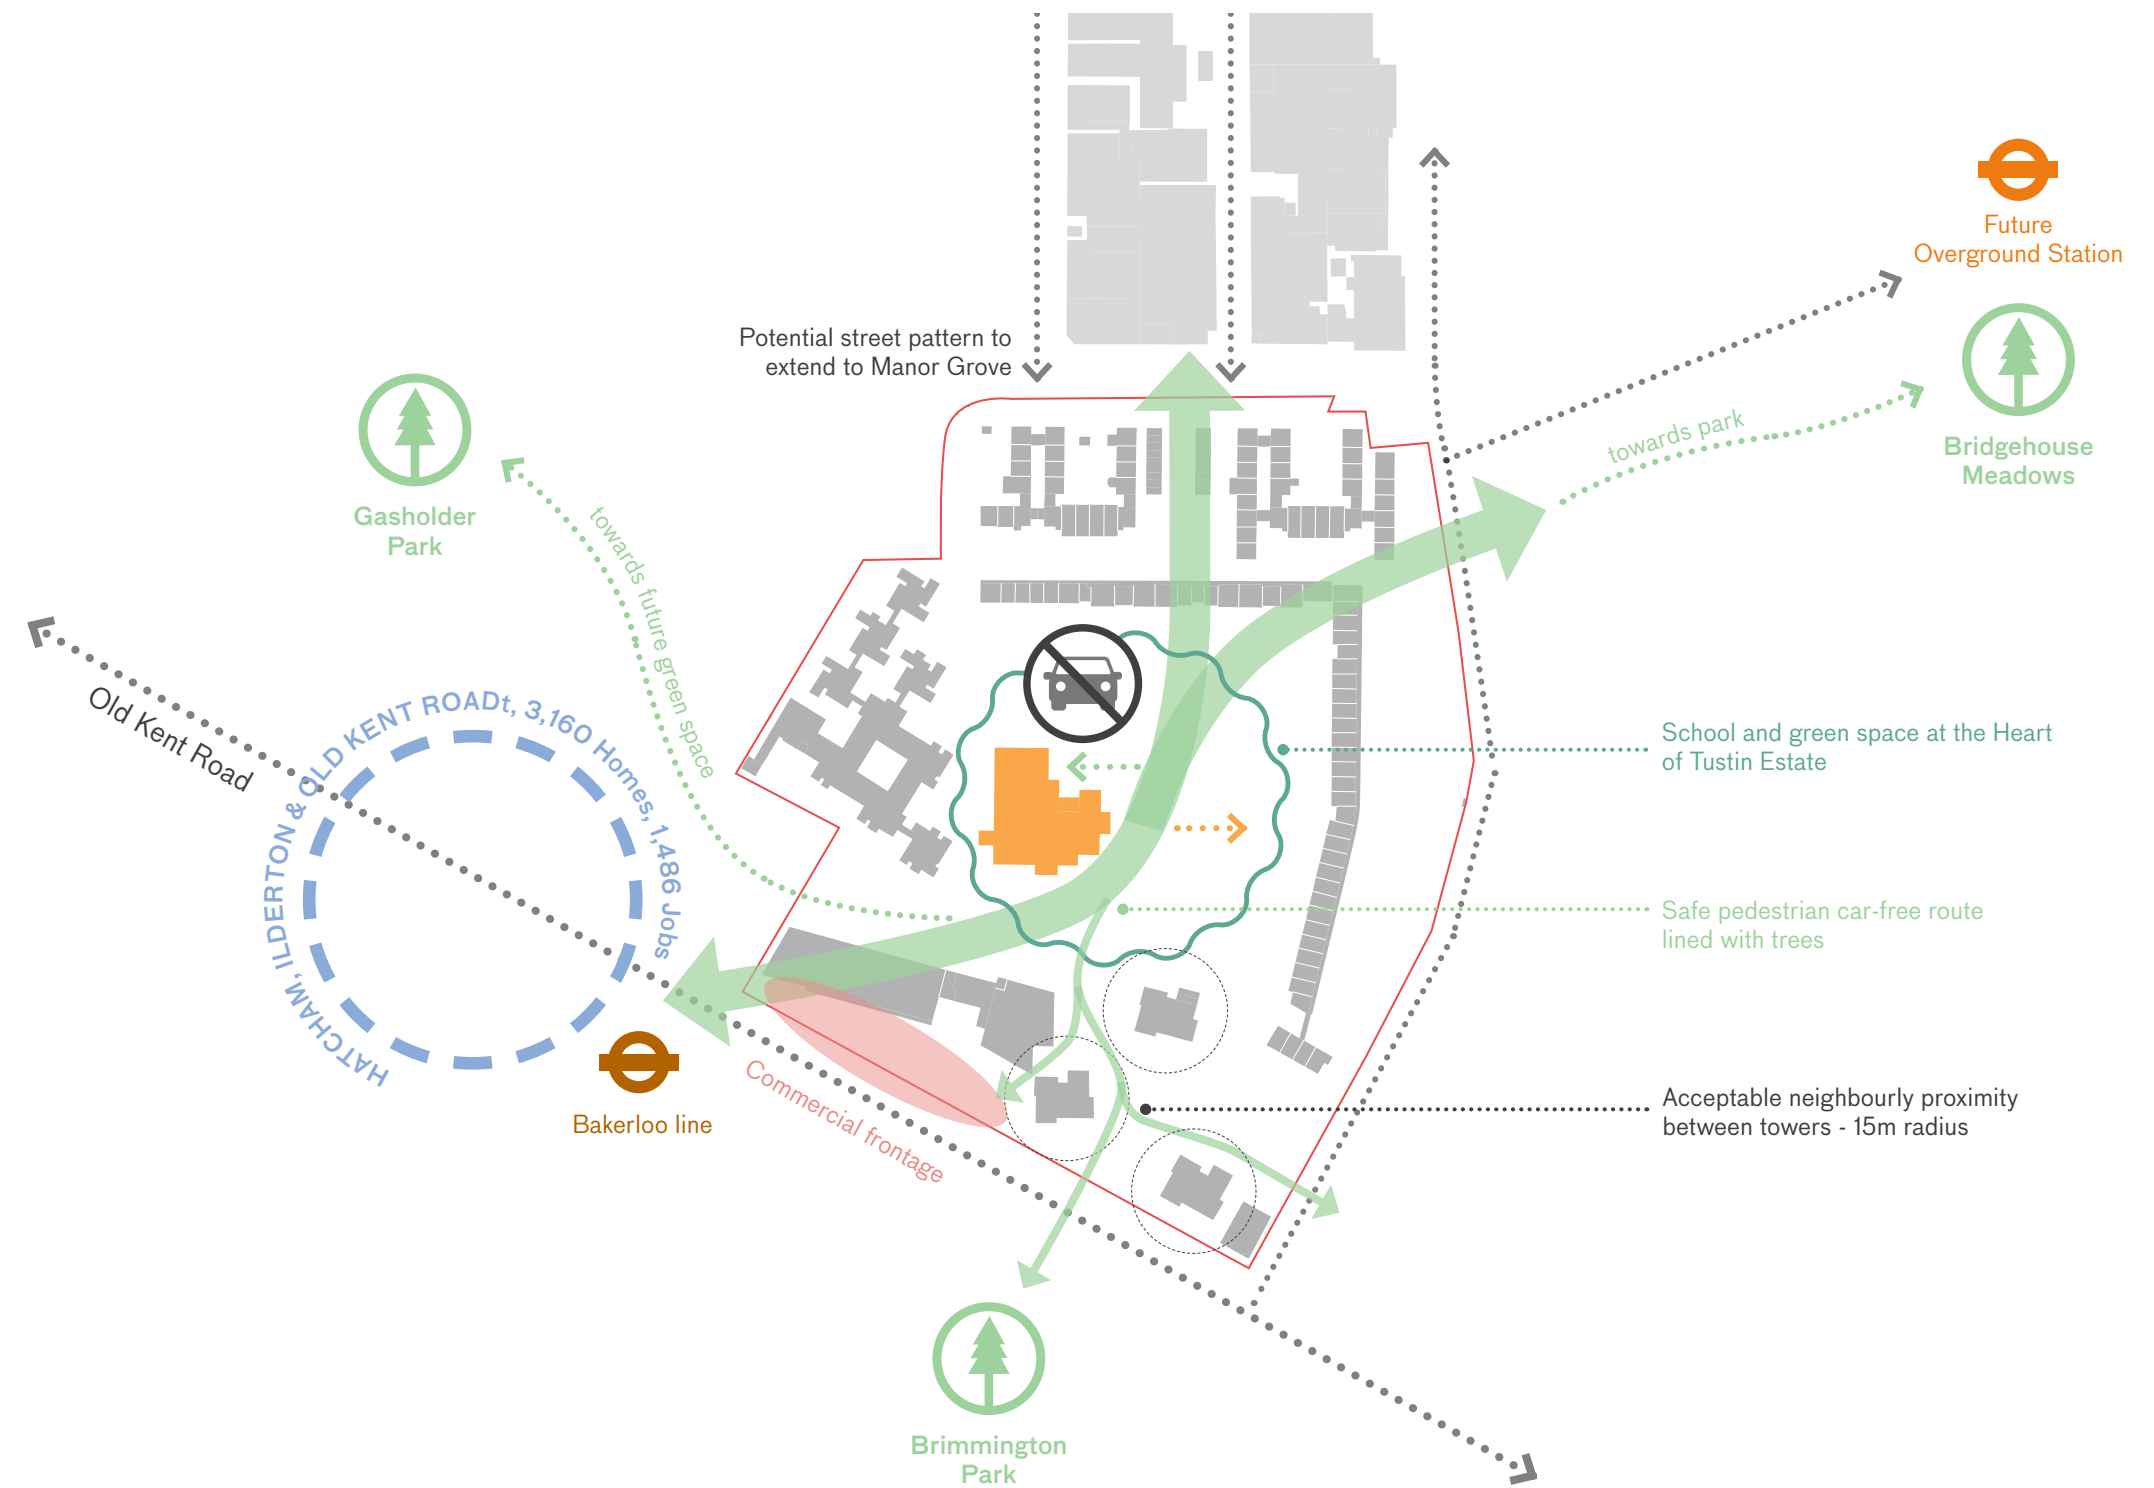 Future
Overground Station
Potential street pattern to
extend to Manor Grove
towards park
Bridgehouse
Meadows
Gasholder
Park
towards future green space
Old Kent Road
HATCHAM, ILDERTON & OLD KENT ROADt, 3,160 Homes, 1,486 Jobs
School and green space at the Heart
of Tustin Estate
Safe pedestrian car-free route
lined with trees
Bakerloo line
Commercial frontage
Acceptable neighbourly proximity
between towers - 15m radius
Brimmington
Park